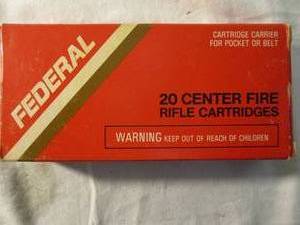 FEDERAL
CARTRIDGE CARRIER
FOR POCKET OR BELT
20 CENTER FIRE
RIFLE CARTRIDGES
WARNING KEEP OUT OF REACH OF CHILDREN